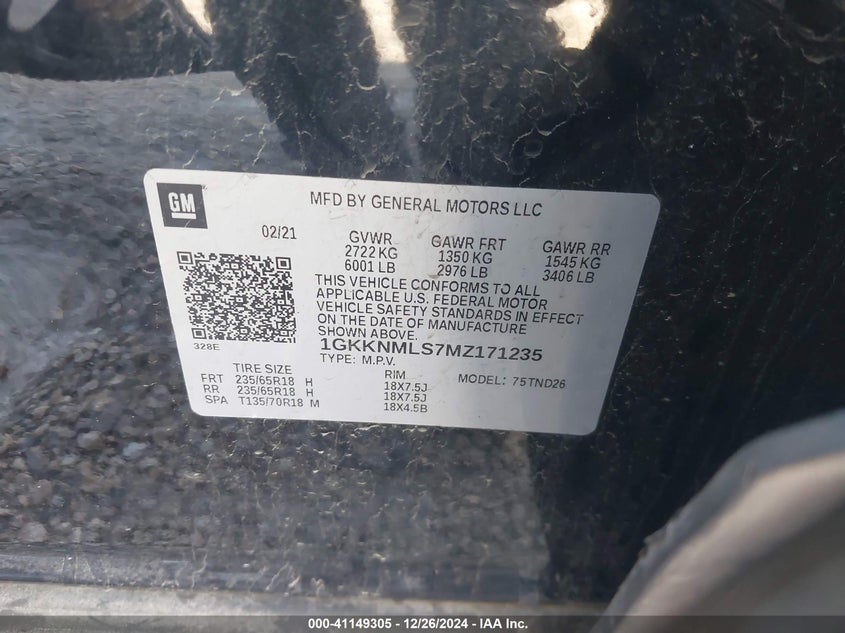 GM
MFD BY GENERAL MOTORS LLC
02/21
GVWR GAWR FRT GAWR RR
2722 KG 1350 KG 1545 KG
6001 LB 2976 LB 3406 LB
THIS VEHICLE CONFORMS TO ALL
APPLICABLE U.S. FEDERAL MOTOR
VEHICLE SAFETY STANDARDS IN EFFECT
ON THE DATE OF MANUFACTURE
SHOWN ABOVE.
328E
1GKKNMLS7MZ171235
TYPE: M.P.V.
TIRE SIZE RIM MODEL: 75TND26
FRT 235/65R18 H 18X7.5J
RR 235/65R18 H 18X7.5J
SPA T135/70R18 M 18X4.5B
000-41149305 - 12/26/2024 - IAA Inc.